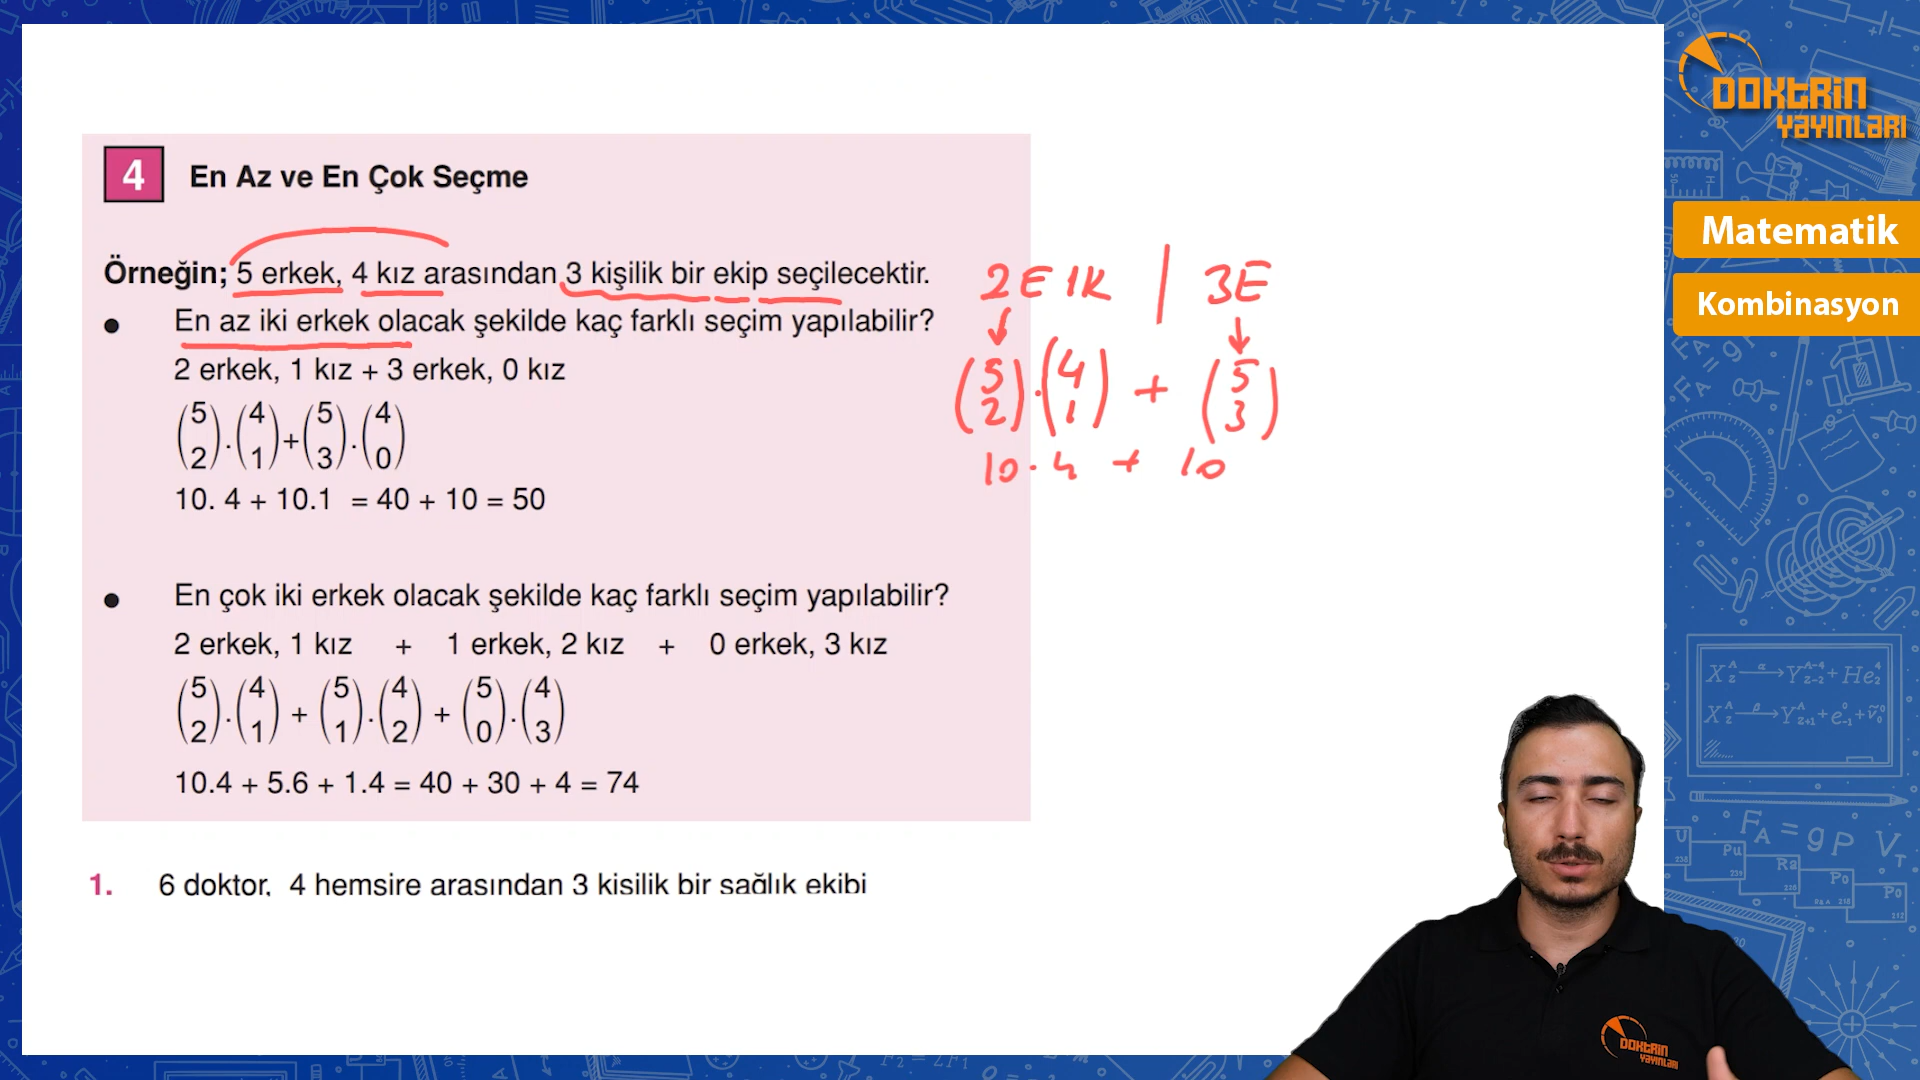 DOKTRİN
YAYINLARI
Matematik
Kombinasyon
4 En Az ve En Çok Seçme
Örneğin; 5 erkek, 4 kız arasından 3 kişilik bir ekip seçilecektir.
• En az iki erkek olacak şekilde kaç farklı seçim yapılabilir?
2 erkek, 1 kız + 3 erkek, 0 kız
(5 2).(4 1)+(5 3).(4 0)
10. 4 + 10.1 = 40 + 10 = 50
• En çok iki erkek olacak şekilde kaç farklı seçim yapılabilir?
2 erkek, 1 kız + 1 erkek, 2 kız + 0 erkek, 3 kız
(5 2).(4 1) + (5 1).(4 2) + (5 0).(4 3)
10.4 + 5.6 + 1.4 = 40 + 30 + 4 = 74
1. 6 doktor, 4 hemşire arasından 3 kişilik bir sağlık ekibi
2E 1K | 3E
(5 2).(4 1) + (5 3)
10.4 + 10
DOKTRİN
YAYINLARI